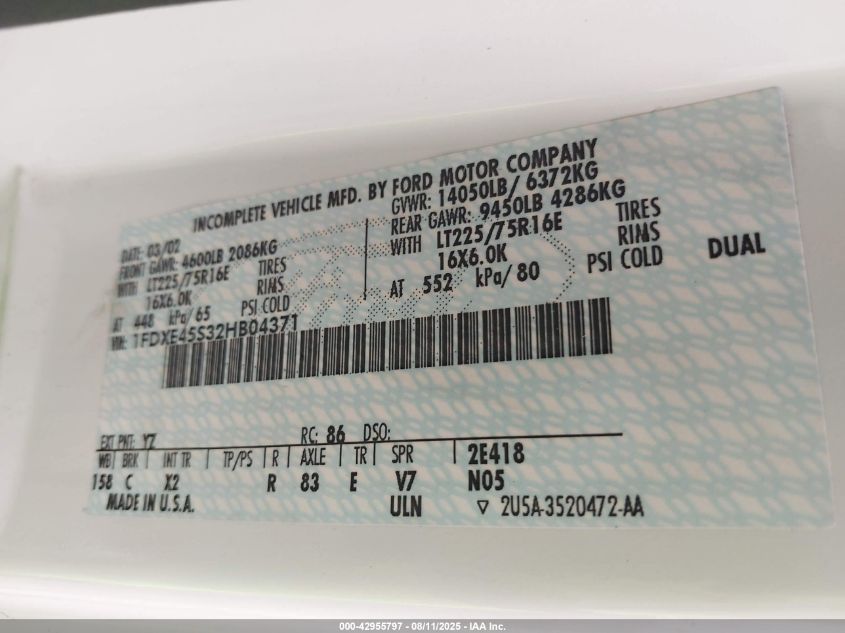 INCOMPLETE VEHICLE MFD. BY FORD MOTOR COMPANY
DATE: 03/02
GVWR: 14050LB/ 6372KG
FRONT GAWR: 4600LB 2086KG
REAR GAWR: 9450LB 4286KG
WITH LT225/75R16E TIRES
WITH LT225/75R16E TIRES
16X6.0K RIMS
16X6.0K RIMS
AT 448 kPa/65 PSI COLD
AT 552 kPa/80 PSI COLD DUAL
VIN: 1FDXE45S32HB04371
EXT PNT: YZ RC: 86 DSO:
WB BRK INT TR TP/PS R AXLE TR SPR 2E418
158 C X2 R 83 E V7 N05
MADE IN U.S.A. ULN ▽ 2U5A-3520472-AA
000-42955797 - 08/11/2025 - IAA Inc.